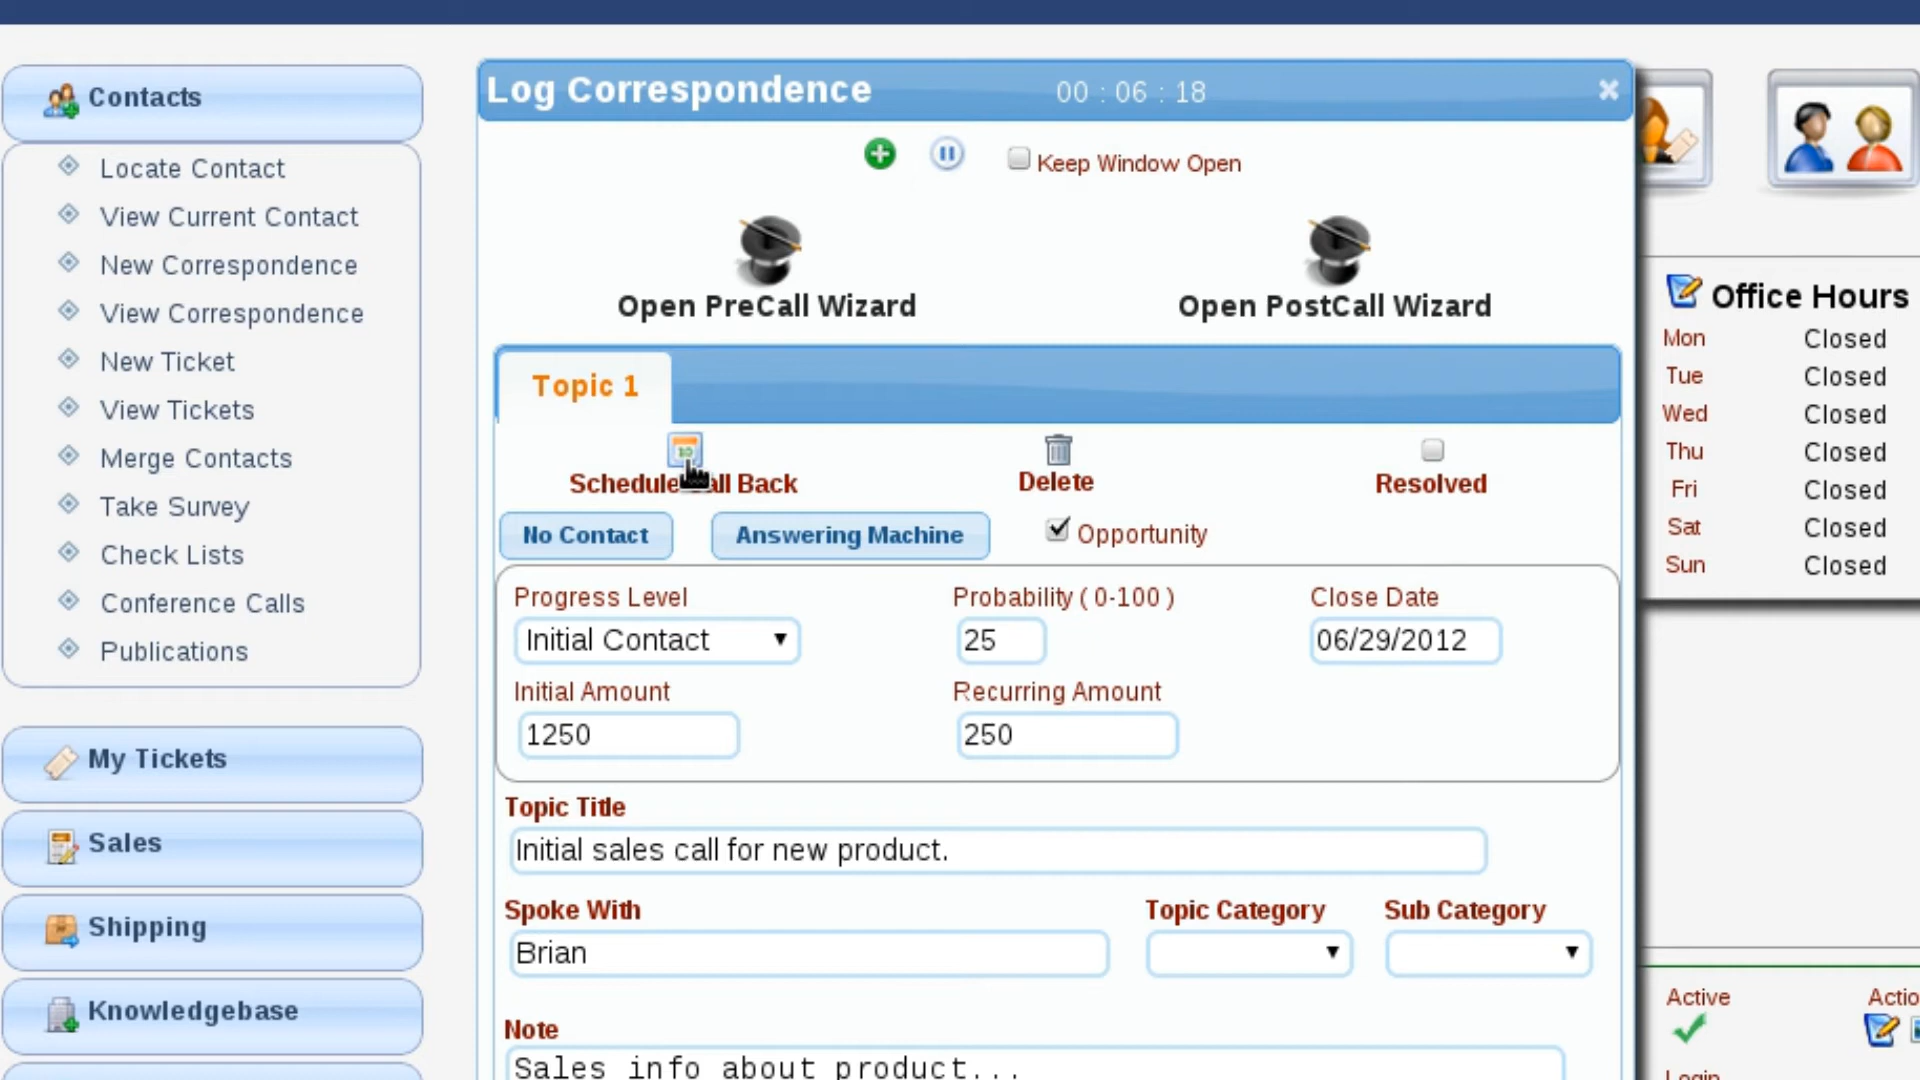 Contacts
Locate Contact
View Current Contact
New Correspondence
View Correspondence
New Ticket
View Tickets
Merge Contacts
Take Survey
Check Lists
Conference Calls
Publications
My Tickets
Sales
Shipping
Knowledgebase
Log Correspondence 00 : 06 : 18
Keep Window Open
Open PreCall Wizard Open PostCall Wizard
Topic 1
Schedule all Back Delete Resolved
No Contact Answering Machine Opportunity
Progress Level Probability ( 0-100 ) Close Date
Initial Contact 25 06/29/2012
Initial Amount Recurring Amount
1250 250
Topic Title
Initial sales call for new product.
Spoke With Topic Category Sub Category
Brian
Note
Sales info about product...
Office Hours
Mon Closed
Tue Closed
Wed Closed
Thu Closed
Fri Closed
Sat Closed
Sun Closed
Active Actio
Login